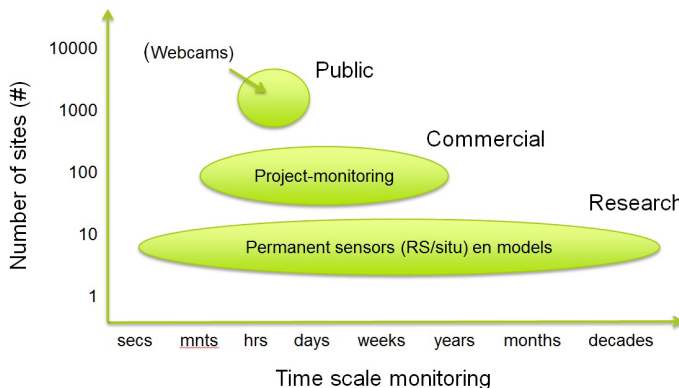 Number of sites (#)
10000
1000
100
10
1
(Webcams)
Public
Commercial
Project-monitoring
Research
Permanent sensors (RS/situ) en models
secs mnts hrs days weeks years months decades
Time scale monitoring